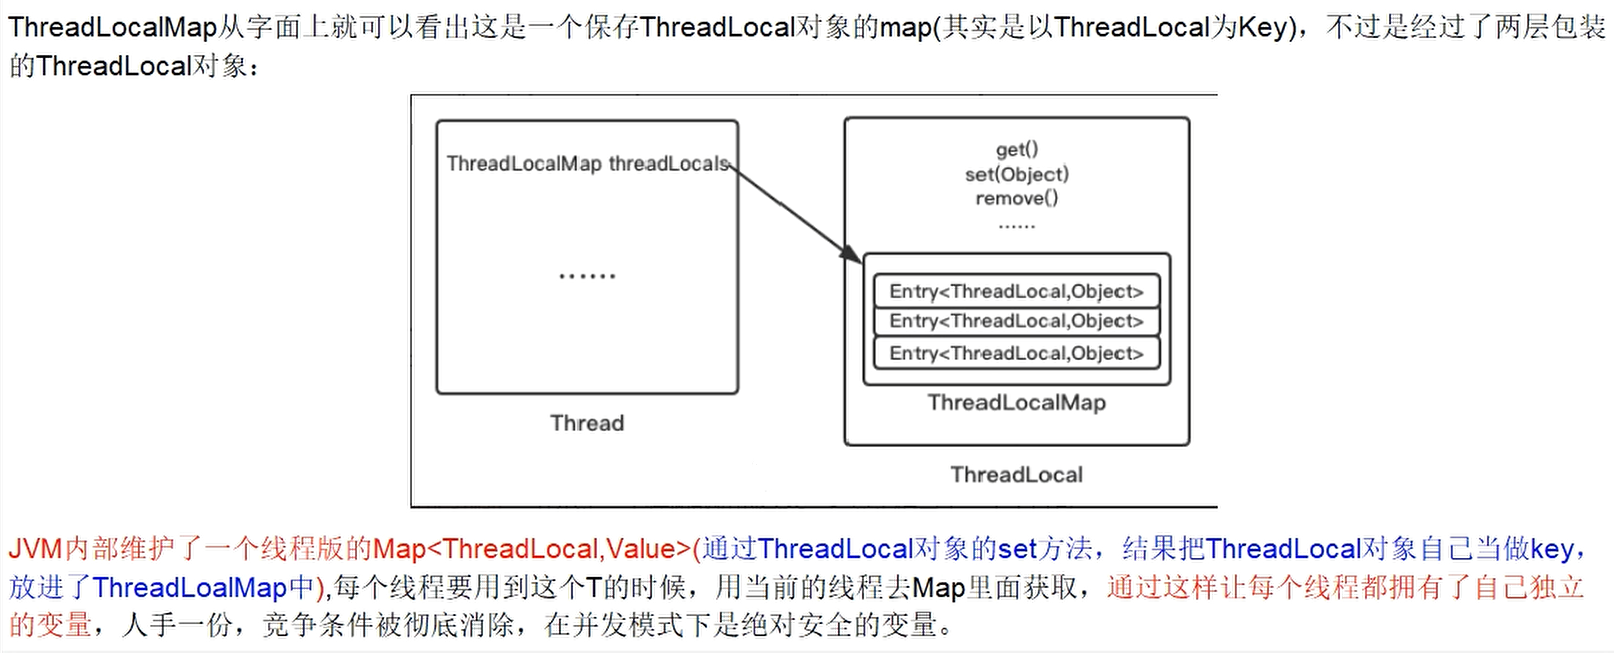 ThreadLocalMap从字面上就可以看出这是一个保存ThreadLocal对象的map(其实是以ThreadLocal为Key)，不过是经过了两层包装
的ThreadLocal对象：
ThreadLocalMap threadLocals
......
Thread
get()
set(Object)
remove()
......
Entry<ThreadLocal,Object>
Entry<ThreadLocal,Object>
Entry<ThreadLocal,Object>
ThreadLocalMap
ThreadLocal
JVM内部维护了一个线程版的Map<ThreadLocal,Value>(通过ThreadLocal对象的set方法，结果把ThreadLocal对象自己当做key，
放进了ThreadLoalMap中),每个线程要用到这个T的时候，用当前的线程去Map里面获取，通过这样让每个线程都拥有了自己独立
的变量，人手一份，竞争条件被彻底消除，在并发模式下是绝对安全的变量。